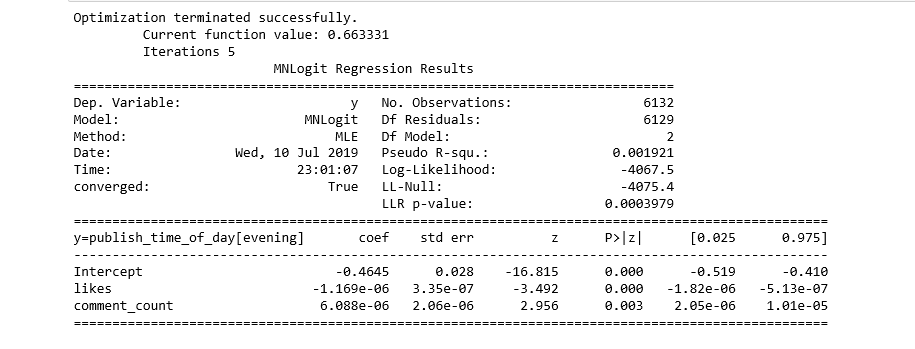 Optimization terminated successfully.
Current function value: 0.663331
Iterations 5
MNLogit Regression Results
==============================================================================
Dep. Variable: y No. Observations: 6132
Model: MNLogit Df Residuals: 6129
Method: MLE Df Model: 2
Date: Wed, 10 Jul 2019 Pseudo R-squ.: 0.001921
Time: 23:01:07 Log-Likelihood: -4067.5
converged: True LL-Null: -4075.4
LLR p-value: 0.0003979
==================================================================================================
y=publish_time_of_day[evening] coef std err z P>|z| [0.025 0.975]
--------------------------------------------------------------------------------------------------
Intercept -0.4645 0.028 -16.815 0.000 -0.519 -0.410
likes -1.169e-06 3.35e-07 -3.492 0.000 -1.82e-06 -5.13e-07
comment_count 6.088e-06 2.06e-06 2.956 0.003 2.05e-06 1.01e-05
==================================================================================================